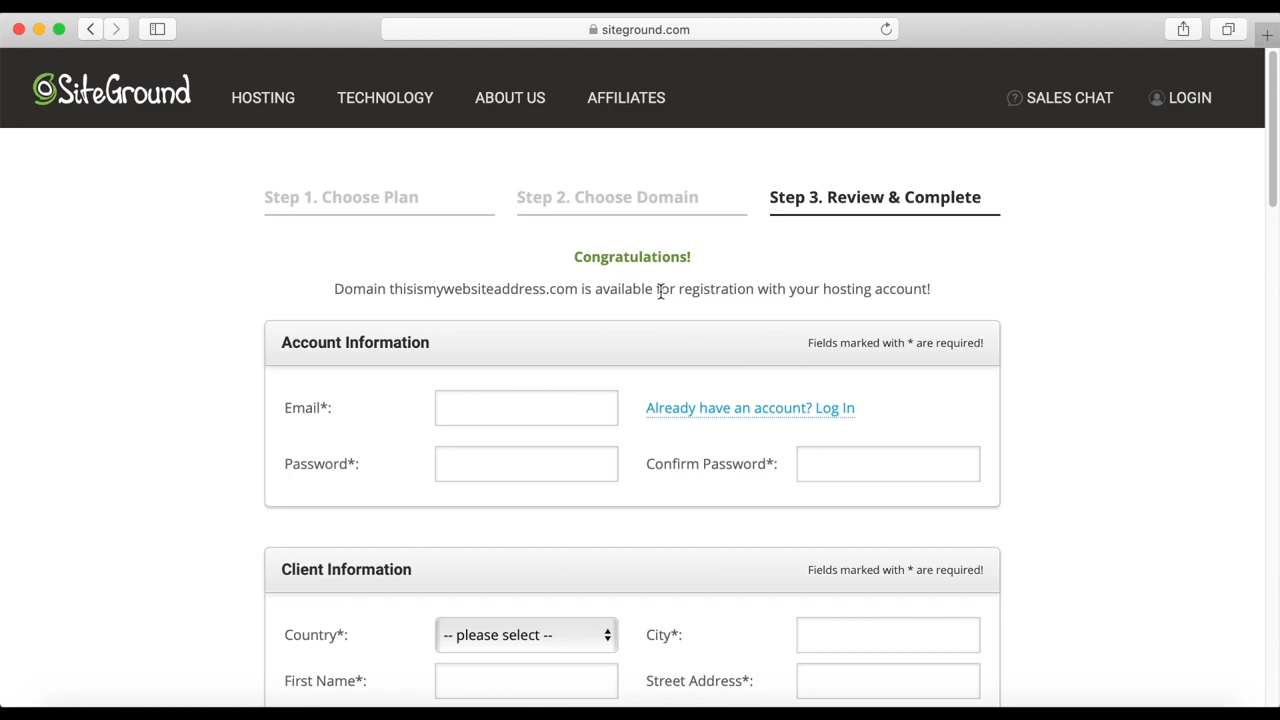 siteground.com
SiteGround HOSTING TECHNOLOGY ABOUT US AFFILIATES SALES CHAT LOGIN
Step 1. Choose Plan Step 2. Choose Domain Step 3. Review & Complete
Congratulations!
Domain thisismywebsiteaddress.com is available for registration with your hosting account!
Account Information Fields marked with * are required!
Email*: Already have an account? Log In
Password*: Confirm Password*:
Client Information Fields marked with * are required!
Country*: -- please select -- City*:
First Name*: Street Address*: